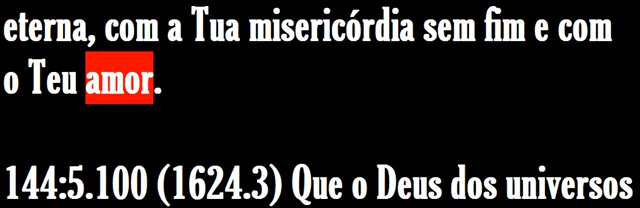 eterna, com a Tua misericórdia sem fim e com
o Teu amor.
144:5.100 (1624.3) Que o Deus dos universos